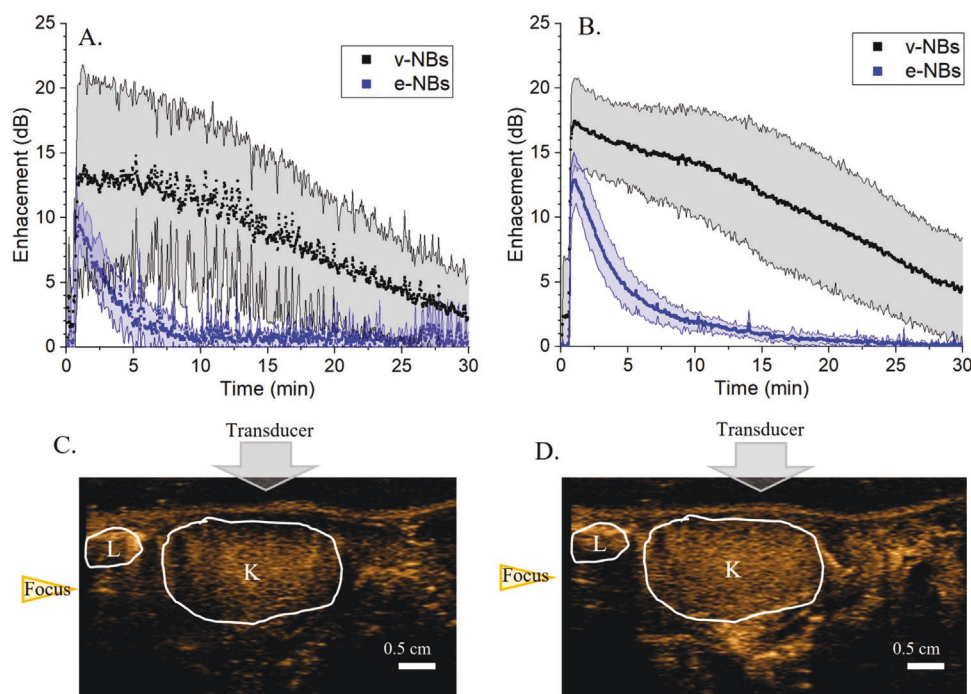 A.
B.
25
20
15
10
5
0
Enhacement (dB)
v-NBs
e-NBs
0 5 10 15 20 25 30
Time (min)
25
20
15
10
5
0
Enhacement (dB)
v-NBs
e-NBs
0 5 10 15 20 25 30
Time (min)
C.
Transducer
L
K
Focus
0.5 cm
D.
Transducer
L
K
Focus
0.5 cm